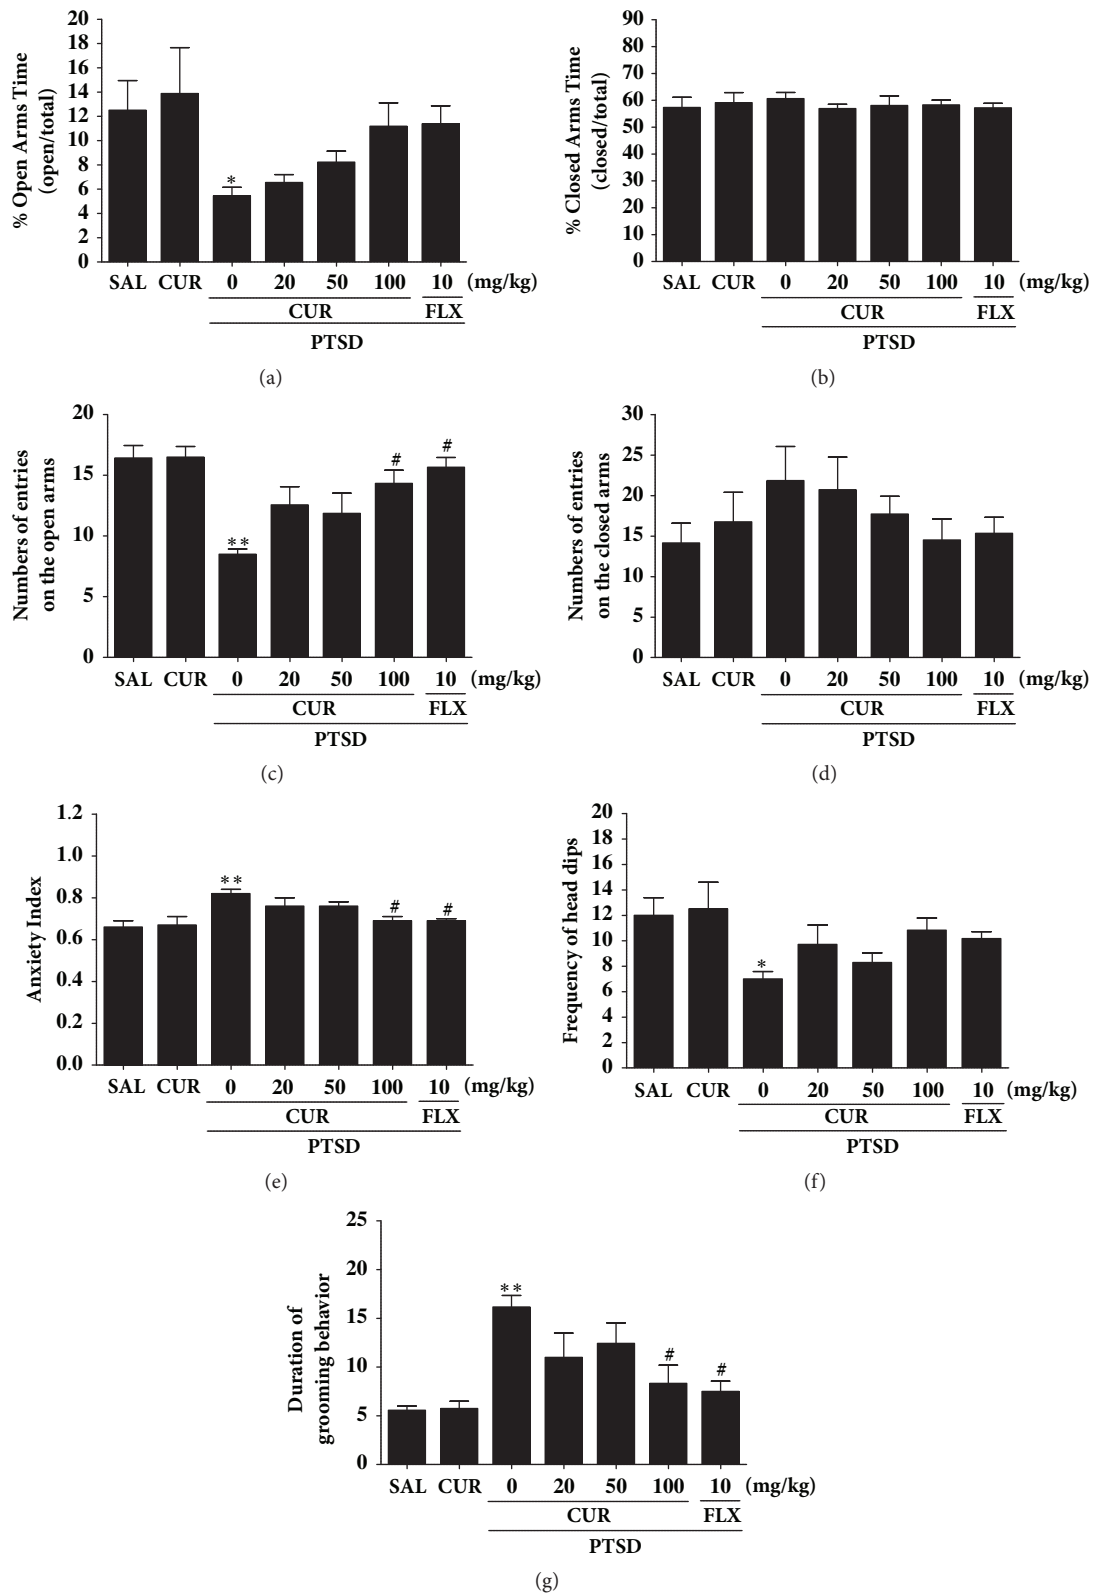 % Open Arms Time
(open/total)
20
18
16
14
12
10
8
6
4
2
0
*
SAL CUR 0 20 50 100 10 (mg/kg)
CUR FLX
PTSD
(a)
% Closed Arms Time
(closed/total)
90
80
70
60
50
40
30
20
10
0
SAL CUR 0 20 50 100 10 (mg/kg)
CUR FLX
PTSD
(b)
Numbers of entries
on the open arms
20
15
10
5
0
** # #
SAL CUR 0 20 50 100 10 (mg/kg)
CUR FLX
PTSD
(c)
Numbers of entries
on the closed arms
30
25
20
15
10
5
0
SAL CUR 0 20 50 100 10 (mg/kg)
CUR FLX
PTSD
(d)
Anxiety Index
1.2
1.0
0.8
0.6
0.4
0.2
0.0
** # #
SAL CUR 0 20 50 100 10 (mg/kg)
CUR FLX
PTSD
(e)
Frequency of head dips
20
18
16
14
12
10
8
6
4
2
0
*
SAL CUR 0 20 50 100 10 (mg/kg)
CUR FLX
PTSD
(f)
Duration of
grooming behavior
25
20
15
10
5
0
** # #
SAL CUR 0 20 50 100 10 (mg/kg)
CUR FLX
PTSD
(g)